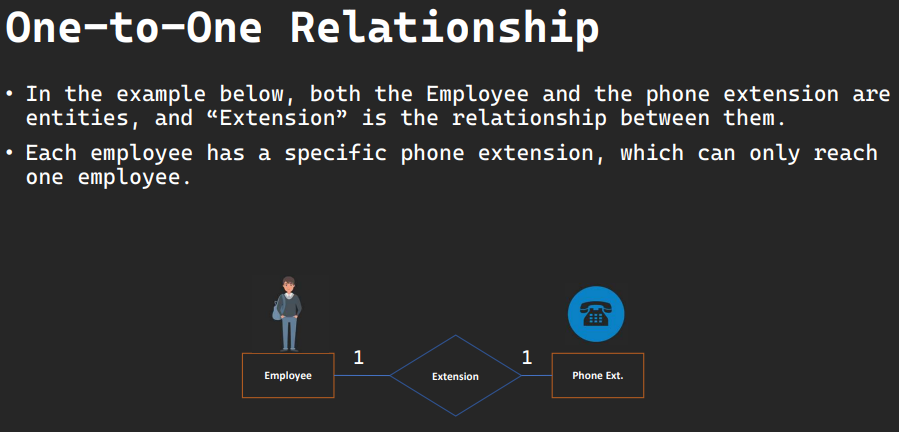 One-to-One Relationship
• In the example below, both the Employee and the phone extension are
entities, and “Extension” is the relationship between them.
• Each employee has a specific phone extension, which can only reach
one employee.
1
1
Employee
Extension
Phone Ext.